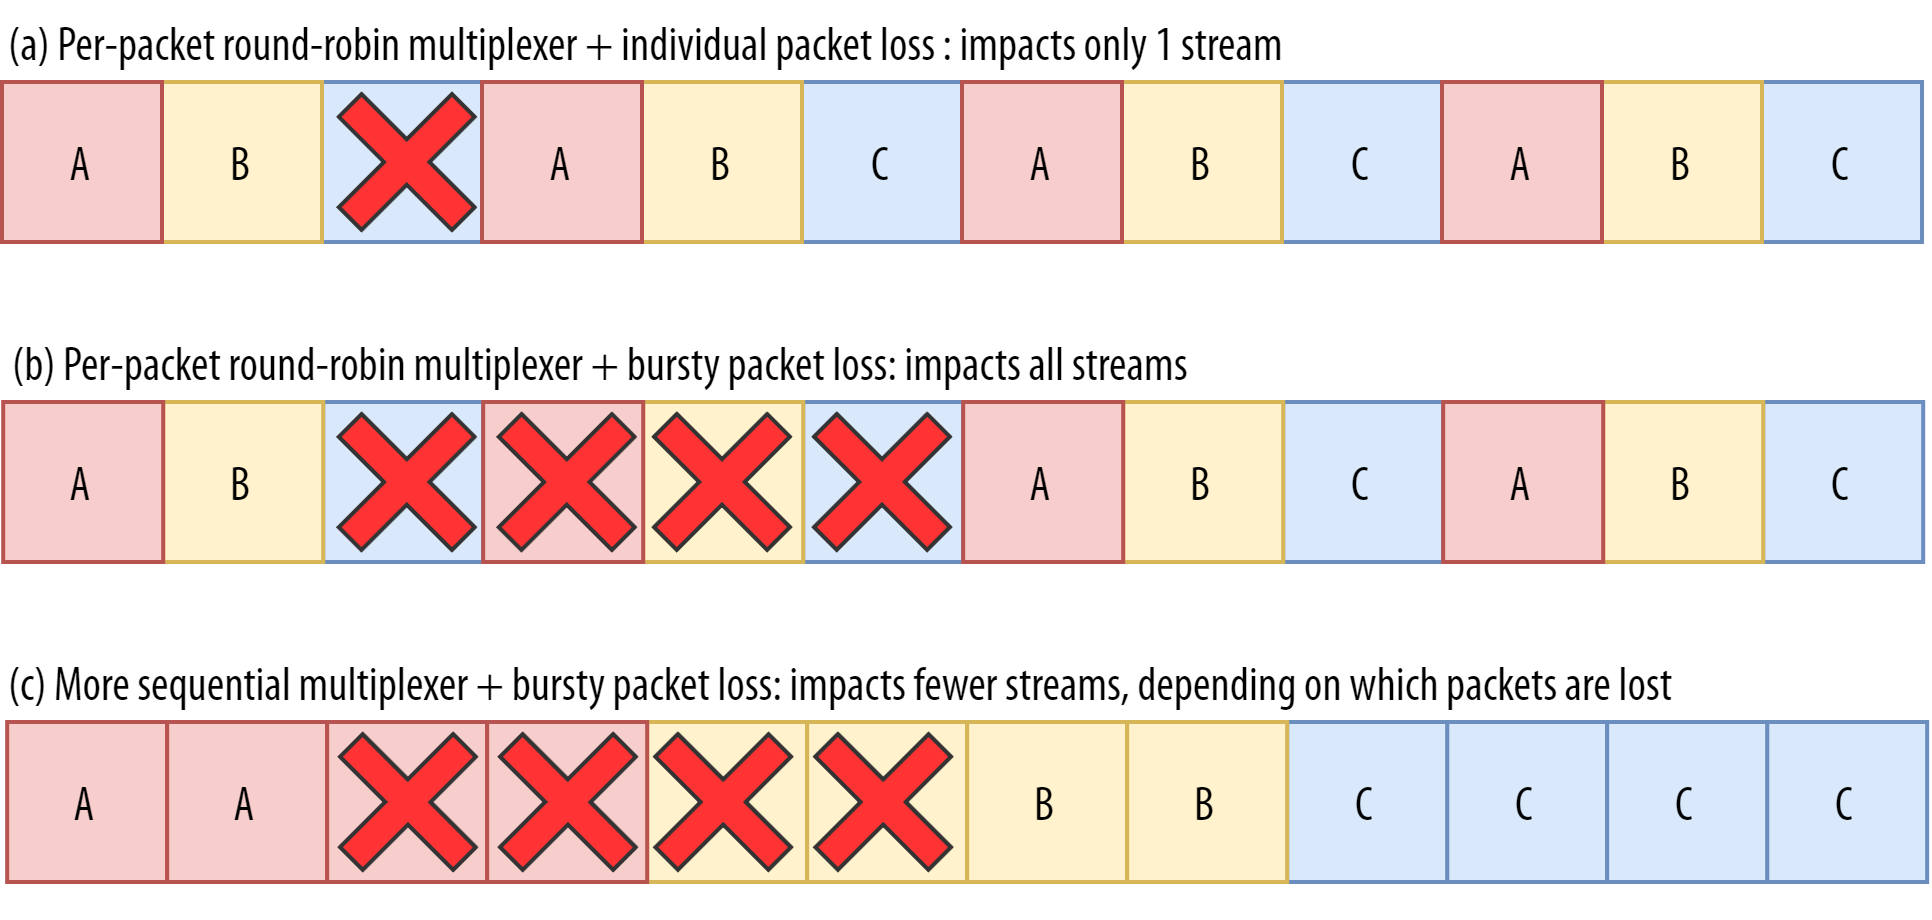 (a) Per-packet round-robin multiplexer + individual packet loss : impacts only 1 stream
A B A B C A B C A B C
(b) Per-packet round-robin multiplexer + bursty packet loss: impacts all streams
A B A B C A B C
(c) More sequential multiplexer + bursty packet loss: impacts fewer streams, depending on which packets are lost
A A B B C C C C